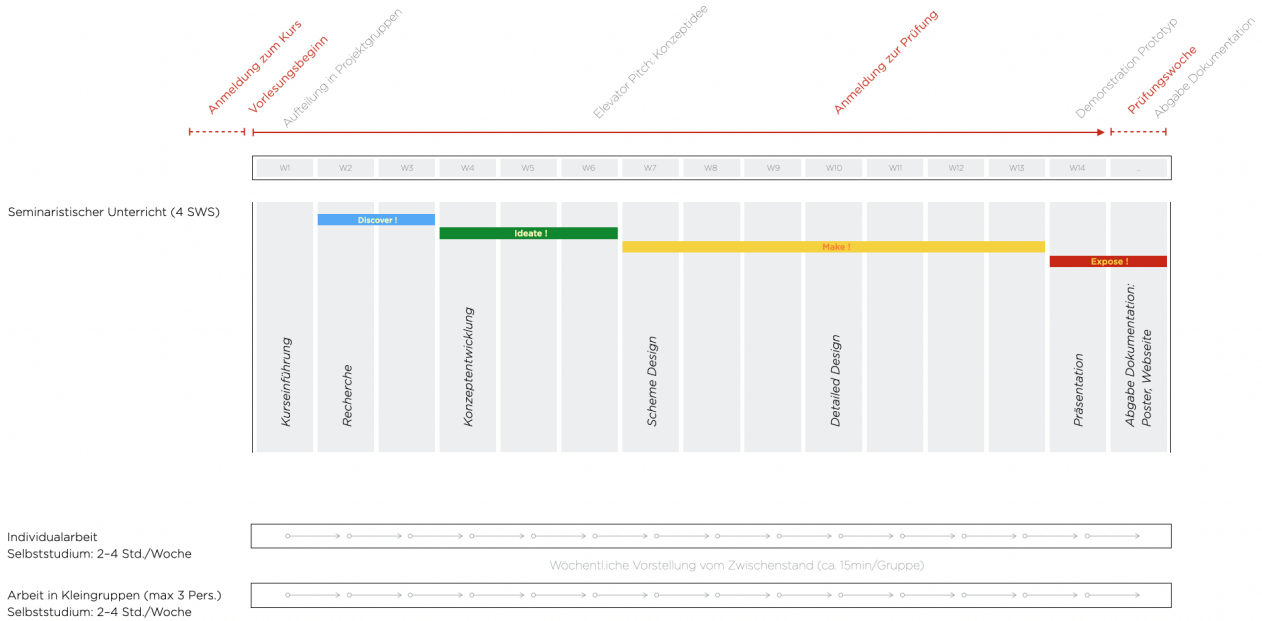 Anmeldung zum Kurs
Vorlesungsbeginn
Aufteilung in Projektgruppen
Elevator Pitch: Konzeptidee
Anmeldung zur Prüfung
Demonstration Prototyp
Prüfungswoche
Abgabe Dokumentation
W1 W2 W3 W4 W5 W6 W7 W8 W9 W10 W11 W12 W13 W14 ..
Seminaristischer Unterricht (4 SWS)
Discover !
Ideate !
Make !
Expose !
Kurseinführung
Recherche
Konzeptentwicklung
Scheme Design
Detailed Design
Präsentation
Abgabe Dokumentation:
Poster, Webseite
Individualarbeit
Selbststudium: 2–4 Std./Woche
Wöchentliche Vorstellung vom Zwischenstand (ca. 15min/Gruppe)
Arbeit in Kleingruppen (max 3 Pers.)
Selbststudium: 2–4 Std./Woche